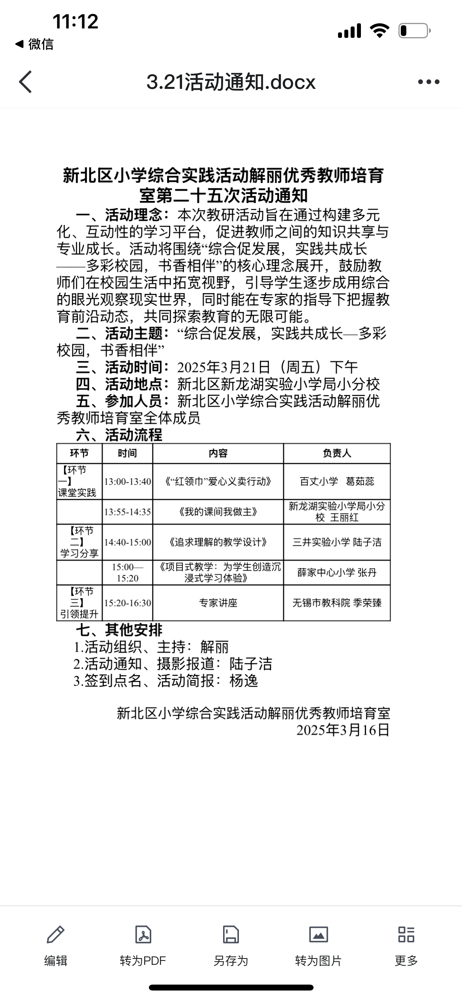 11:12
微信
3.21活动通知.docx
新北区小学综合实践活动解丽优秀教师培育
室第二十五次活动通知
一、活动理念：本次教研活动旨在通过构建多元
化、互动性的学习平台，促进教师之间的知识共享与
专业成长。活动将围绕“综合促发展，实践共成长
——多彩校园，书香相伴”的核心理念展开，鼓励教
师们在校园生活中拓宽视野，引导学生逐步成用综合
的眼光观察现实世界，同时能在专家的指导下把握教
育前沿动态，共同探索教育的无限可能。
二、活动主题：“综合促发展，实践共成长—多彩
校园，书香相伴”
三、活动时间：2025年3月21日（周五）下午
四、活动地点：新北区新龙湖实验小学局小分校
五、参加人员：新北区小学综合实践活动解丽优
秀教师培育室全体成员
六、活动流程
环节 时间 内容 负责人
【环节
一】
课堂实践
13:00-13:40 《“红领巾”爱心义卖行动》 百丈小学 葛茹蕊
13:55-14:35 《我的课间我做主》 新龙湖实验小学局小分
校 王丽红
【环节
二】
学习分享
14:40-15:00 《追求理解的教学设计》 三井实验小学 陆子洁
15:00—
15:20
《项目式教学：为学生创造沉
浸式学习体验》
薛家中心小学 张丹
【环节
三】
引领提升
15:20-16:30 专家讲座 无锡市教科院 季荣臻
七、其他安排
1.活动组织、主持：解丽
2.活动通知、摄影报道：陆子洁
3.签到点名、活动简报：杨逸
新北区小学综合实践活动解丽优秀教师培育室
2025年3月16日
编辑 转为PDF 另存为 转为图片 更多